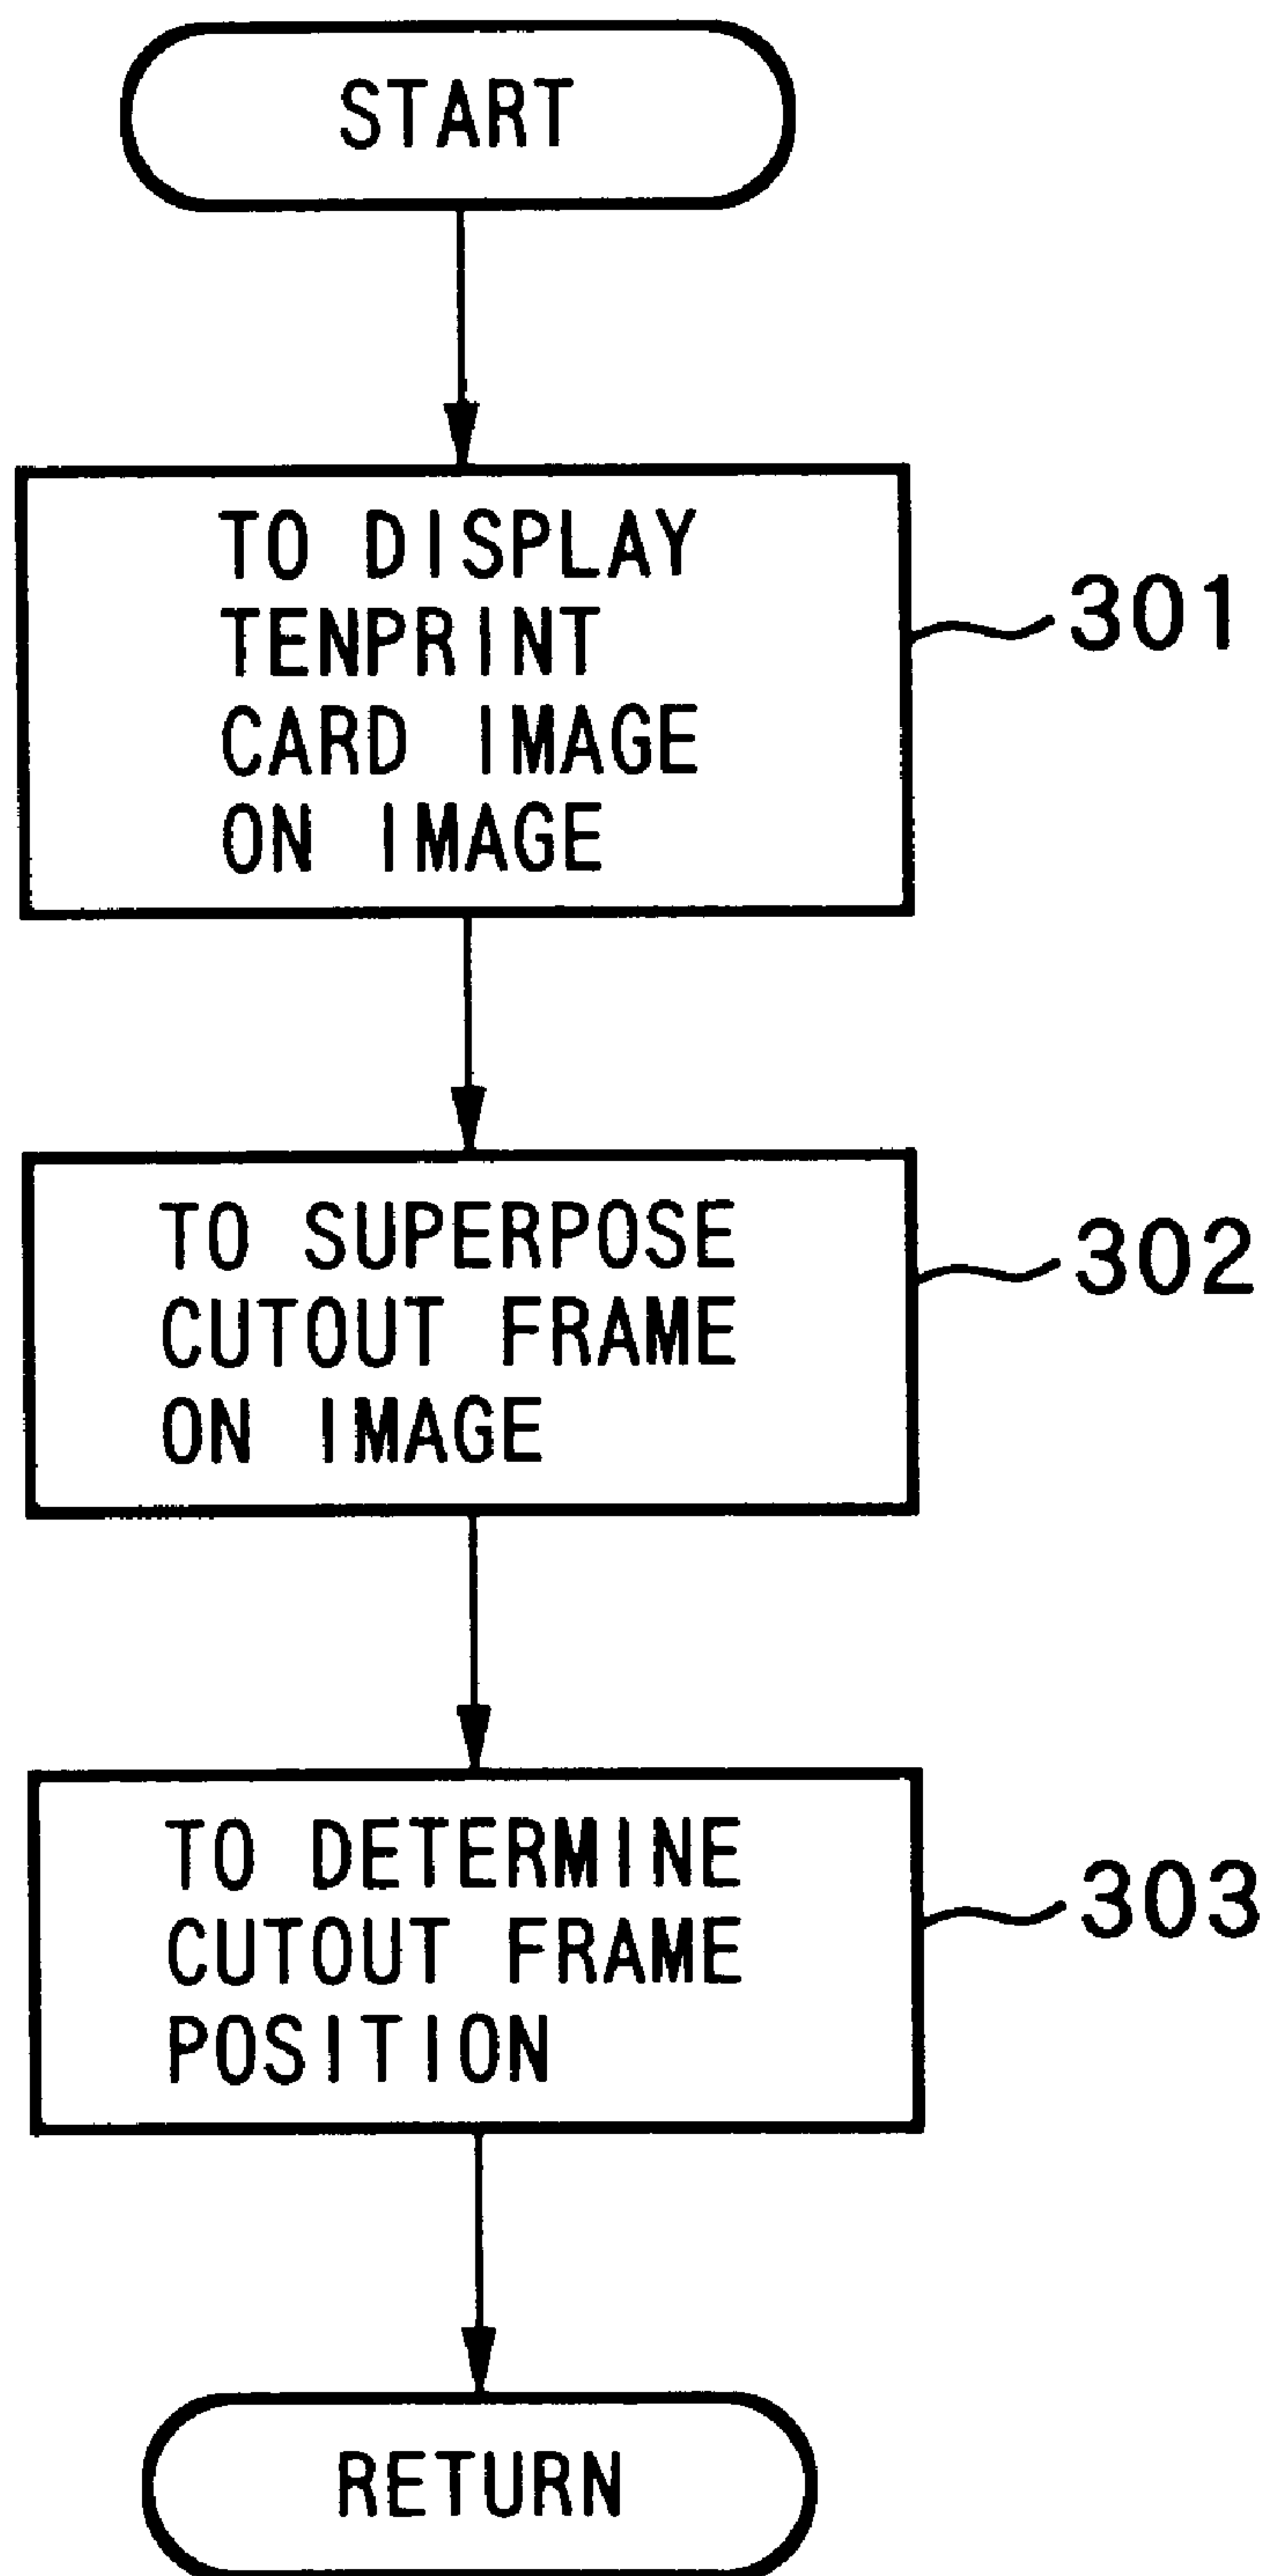 START
TO DISPLAY
TENPRINT
CARD IMAGE
ON IMAGE
301
TO SUPERPOSE
CUTOUT FRAME
ON IMAGE
302
TO DETERMINE
CUTOUT FRAME
POSITION
303
RETURN